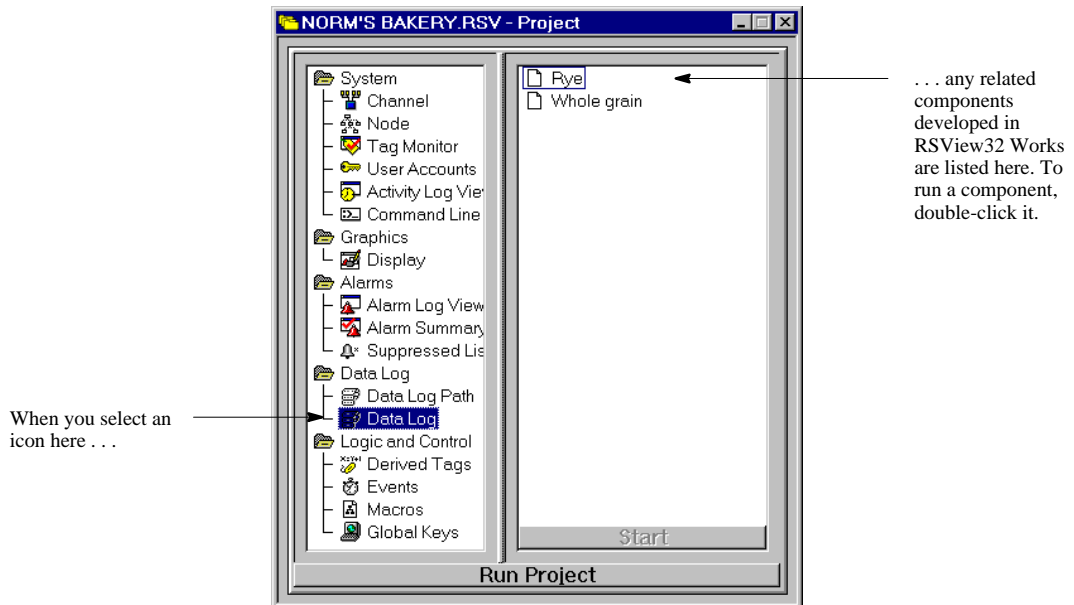 NORM'S BAKERY.RSV - Project
System
Channel
Node
Tag Monitor
User Accounts
Activity Log Vie
Command Line
Graphics
Display
Alarms
Alarm Log View
Alarm Summary
Suppressed Lis
Data Log
Data Log Path
Data Log
Logic and Control
Derived Tags
Events
Macros
Global Keys
Rye
Whole grain
Start
Run Project
When you select an
icon here . . .
. . . any related
components
developed in
RSView32 Works
are listed here. To
run a component,
double-click it.